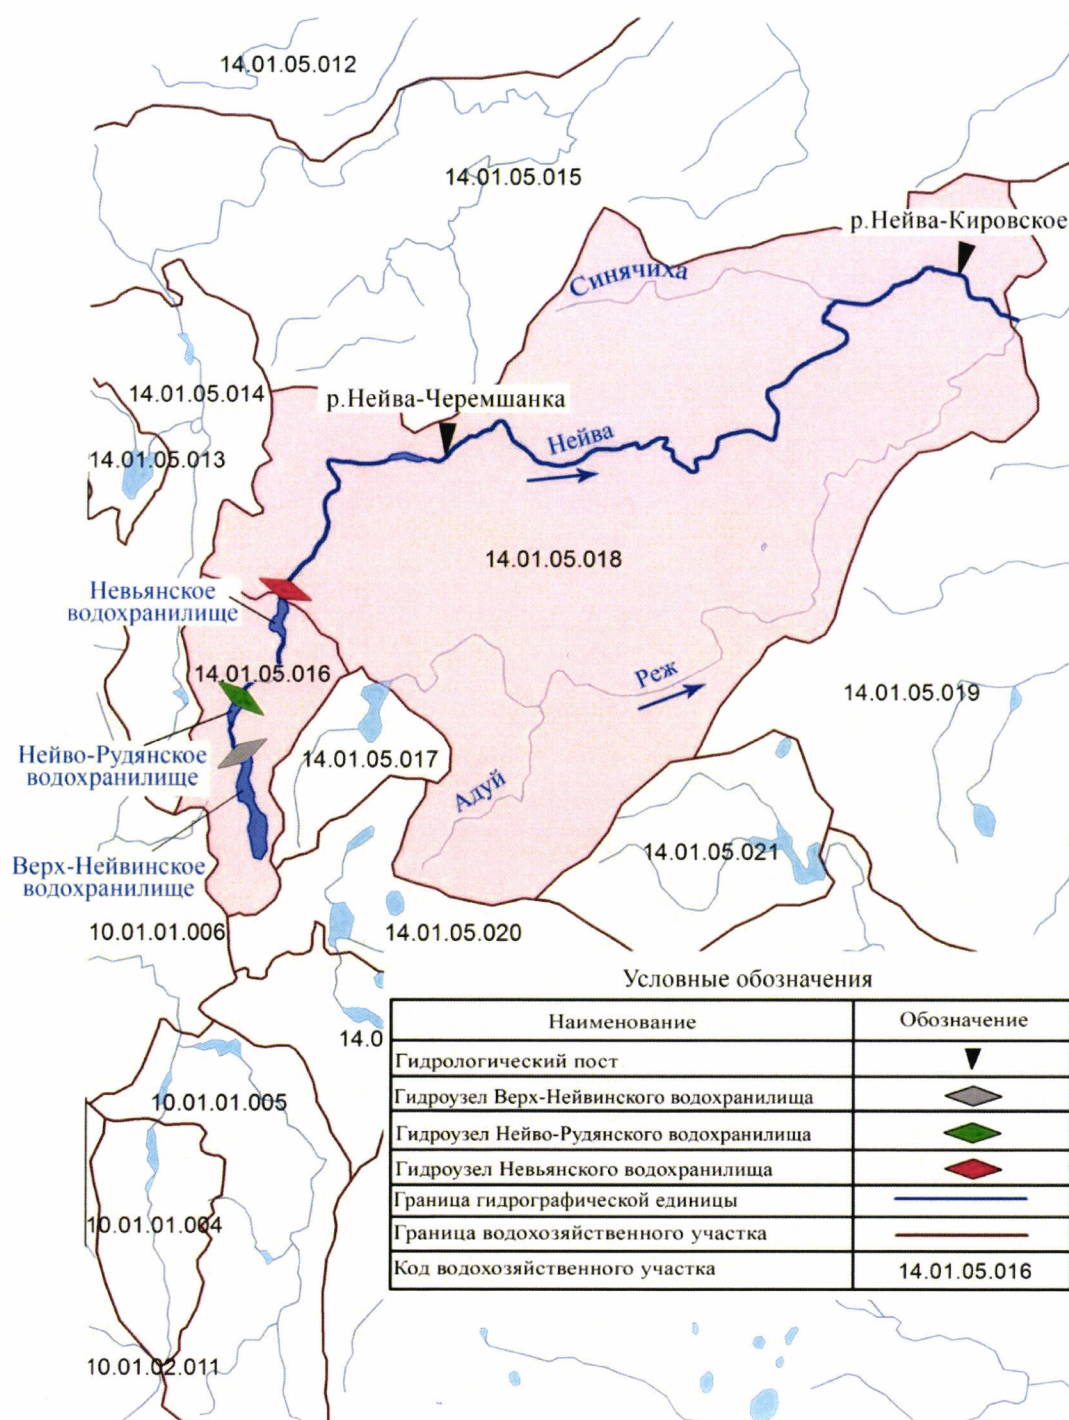 14.01.05.012
14.01.05.015
р.Нейва-Кировское
Синячиха
14.01.05.014
р.Нейва-Черемшанка
Нейва
14.01.05.013
14.01.05.018
Невьянское
водохранилище
14.01.05.016
Реж
14.01.05.019
Нейво-Рудянское
водохранилище
14.01.05.017
Адуй
14.01.05.021
Верх-Нейвинское
водохранилище
10.01.01.006
14.01.05.020
14.0
10.01.01.005
10.01.01.004
10.01.02.011
Условные обозначения
Наименование
Обозначение
Гидрологический пост
Гидроузел Верх-Нейвинского водохранилища
Гидроузел Нейво-Рудянского водохранилища
Гидроузел Невьянского водохранилища
Граница гидрографической единицы
Граница водохозяйственного участка
Код водохозяйственного участка
14.01.05.016